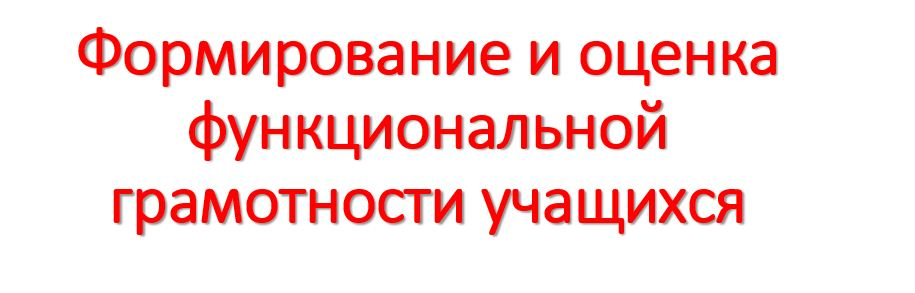 Формирование и оценка
функциональной
грамотности учащихся